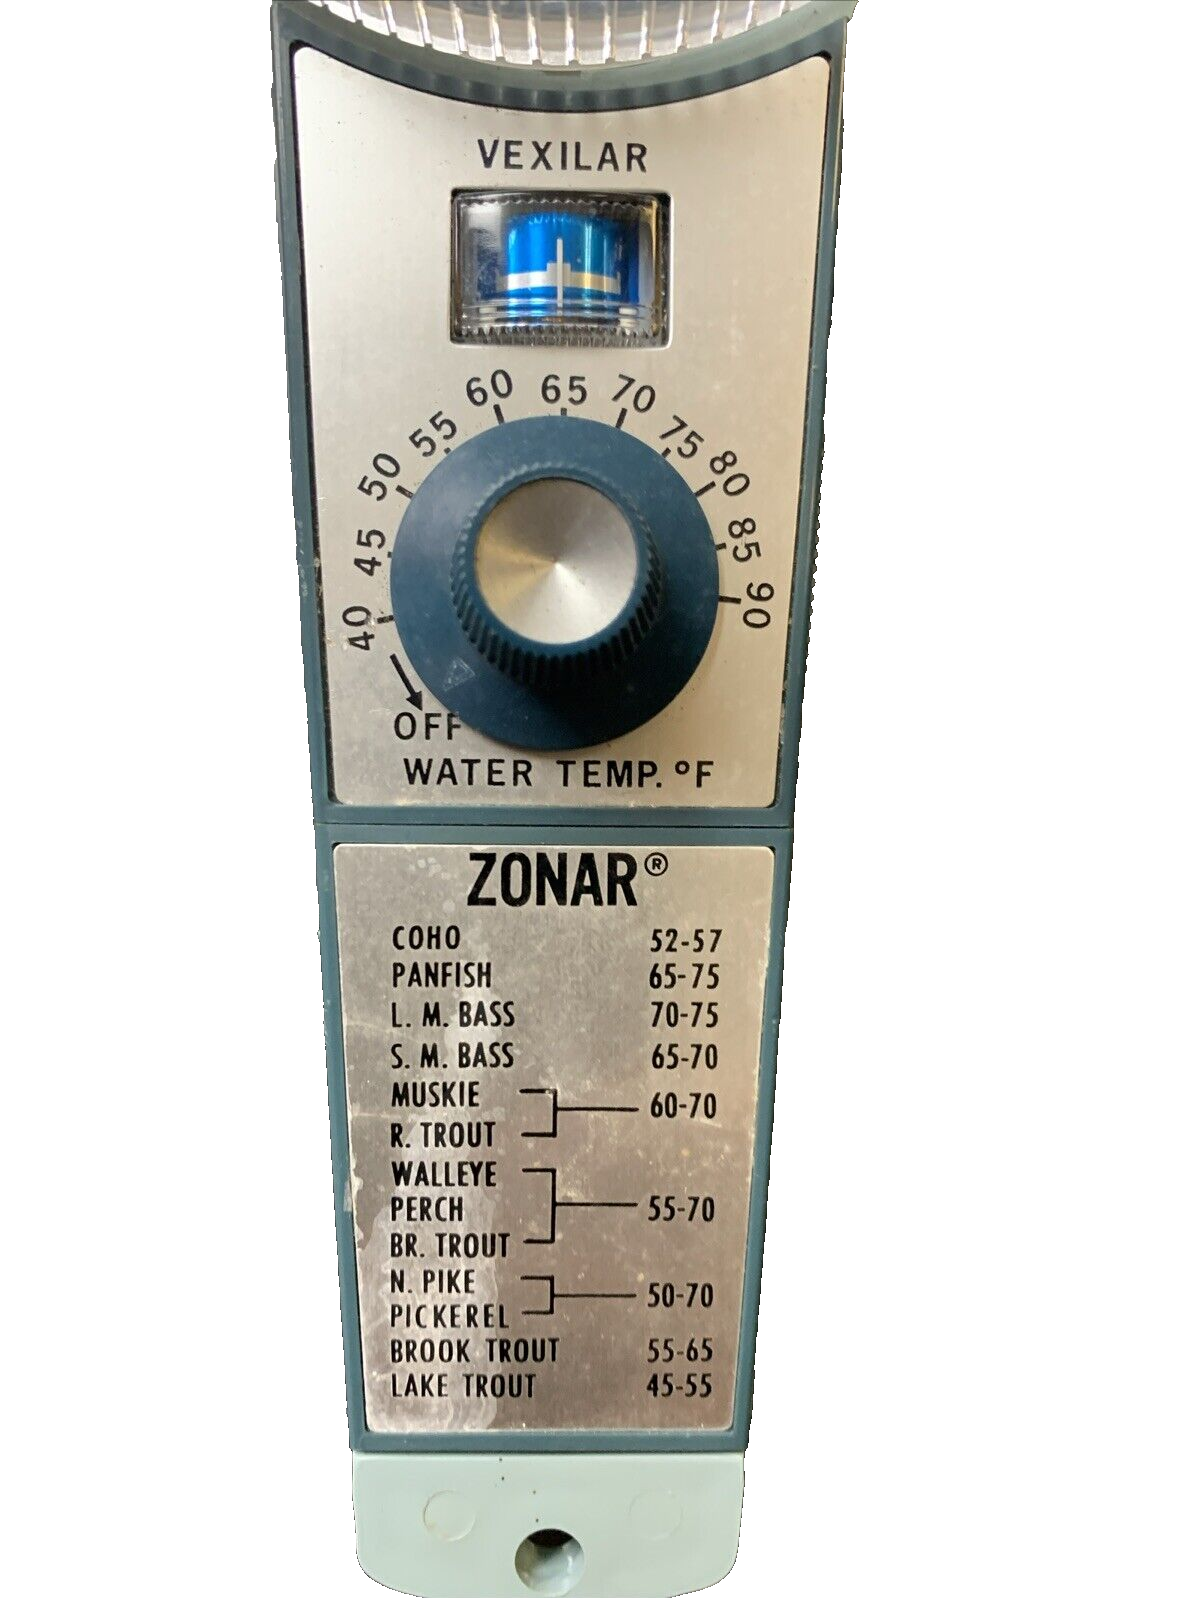 VEXILAR
40 45 50 55 60 65 70 75 80 85 90
OFF
WATER TEMP. °F
ZONAR®
COHO 52-57
PANFISH 65-75
L. M. BASS 70-75
S. M. BASS 65-70
MUSKIE
60-70
R. TROUT
WALLEYE
PERCH 55-70
BR. TROUT
N. PIKE
50-70
PICKEREL
BROOK TROUT 55-65
LAKE TROUT 45-55